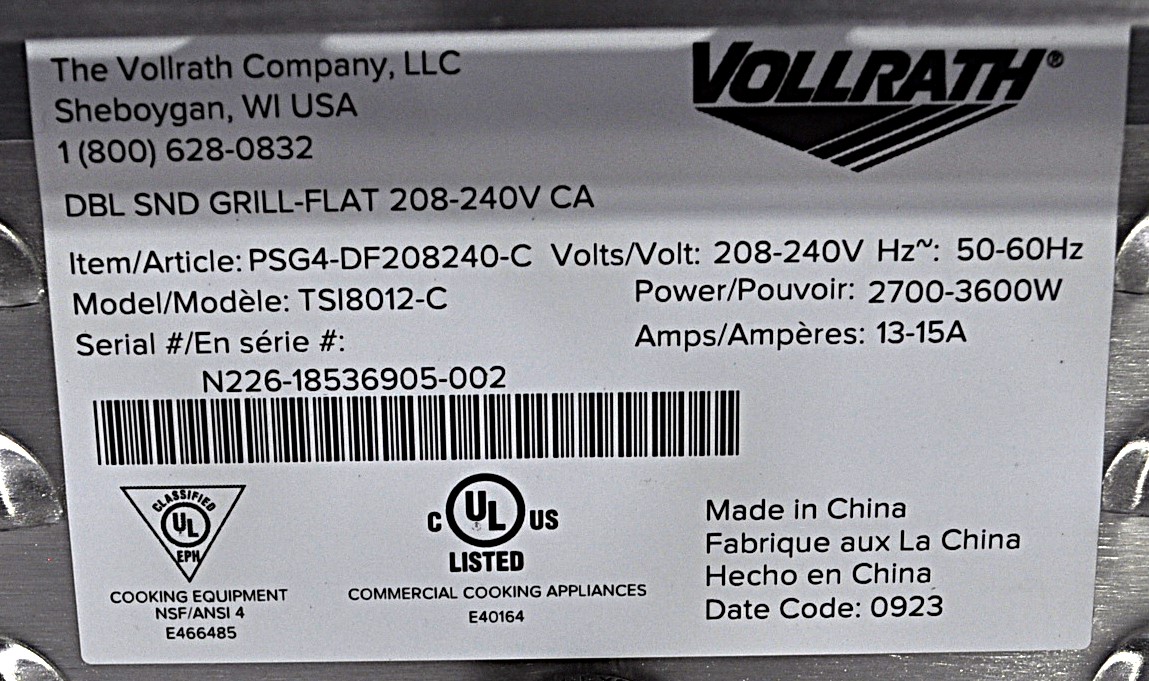 The Vollrath Company, LLC
Sheboygan, WI USA
1 (800) 628-0832
VOLLRATH®
DBL SND GRILL-FLAT 208-240V CA
Item/Article: PSG4-DF208240-C Volts/Volt: 208-240V Hz~: 50-60Hz
Model/Modèle: TSI8012-C Power/Pouvoir: 2700-3600W
Serial #/En série #: Amps/Ampères: 13-15A
N226-18536905-002
CLASSIFIED
UL
EPH
COOKING EQUIPMENT
NSF/ANSI 4
E466485
C UL US
LISTED
COMMERCIAL COOKING APPLIANCES
E40164
Made in China
Fabrique aux La China
Hecho en China
Date Code: 0923